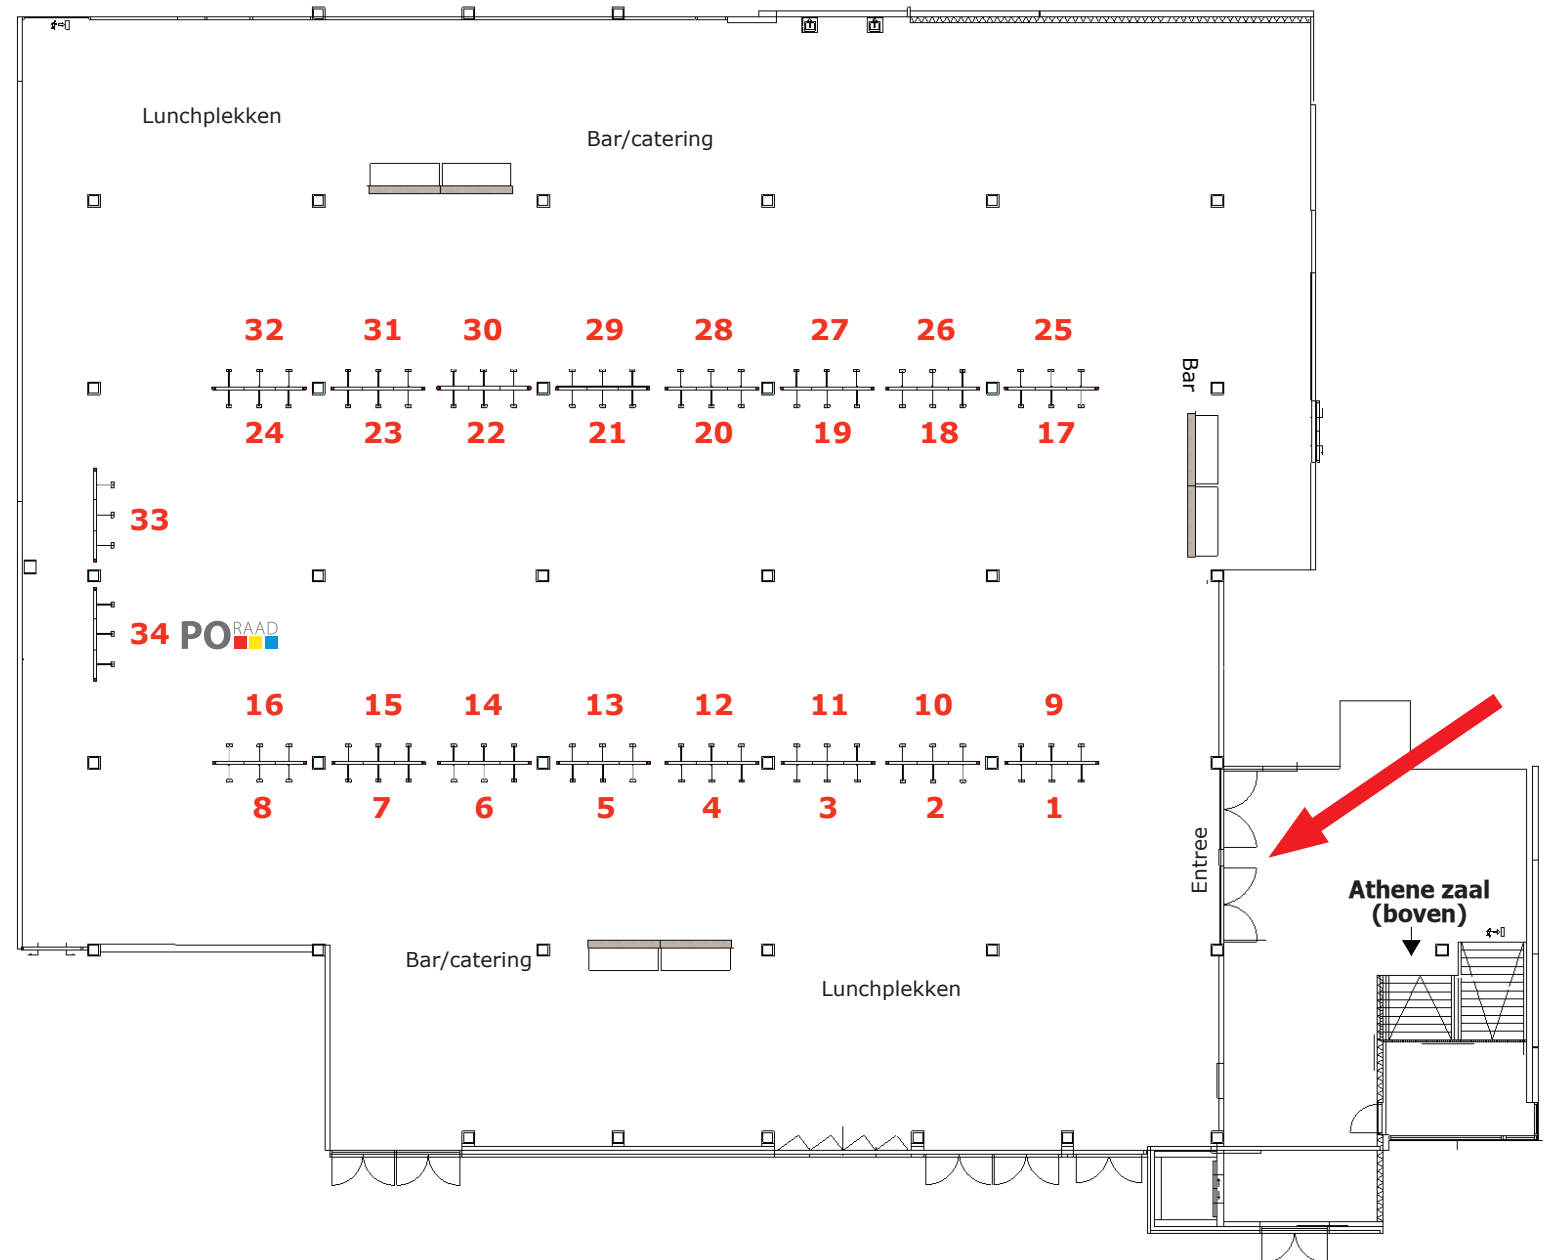 Lunchplekken
Bar/catering
32 31 30 29 28 27 26 25
Bar
24 23 22 21 20 19 18 17
33
34 PORAAD
16 15 14 13 12 11 10 9
8 7 6 5 4 3 2 1
Entree
Athene zaal
(boven)
Bar/catering
Lunchplekken